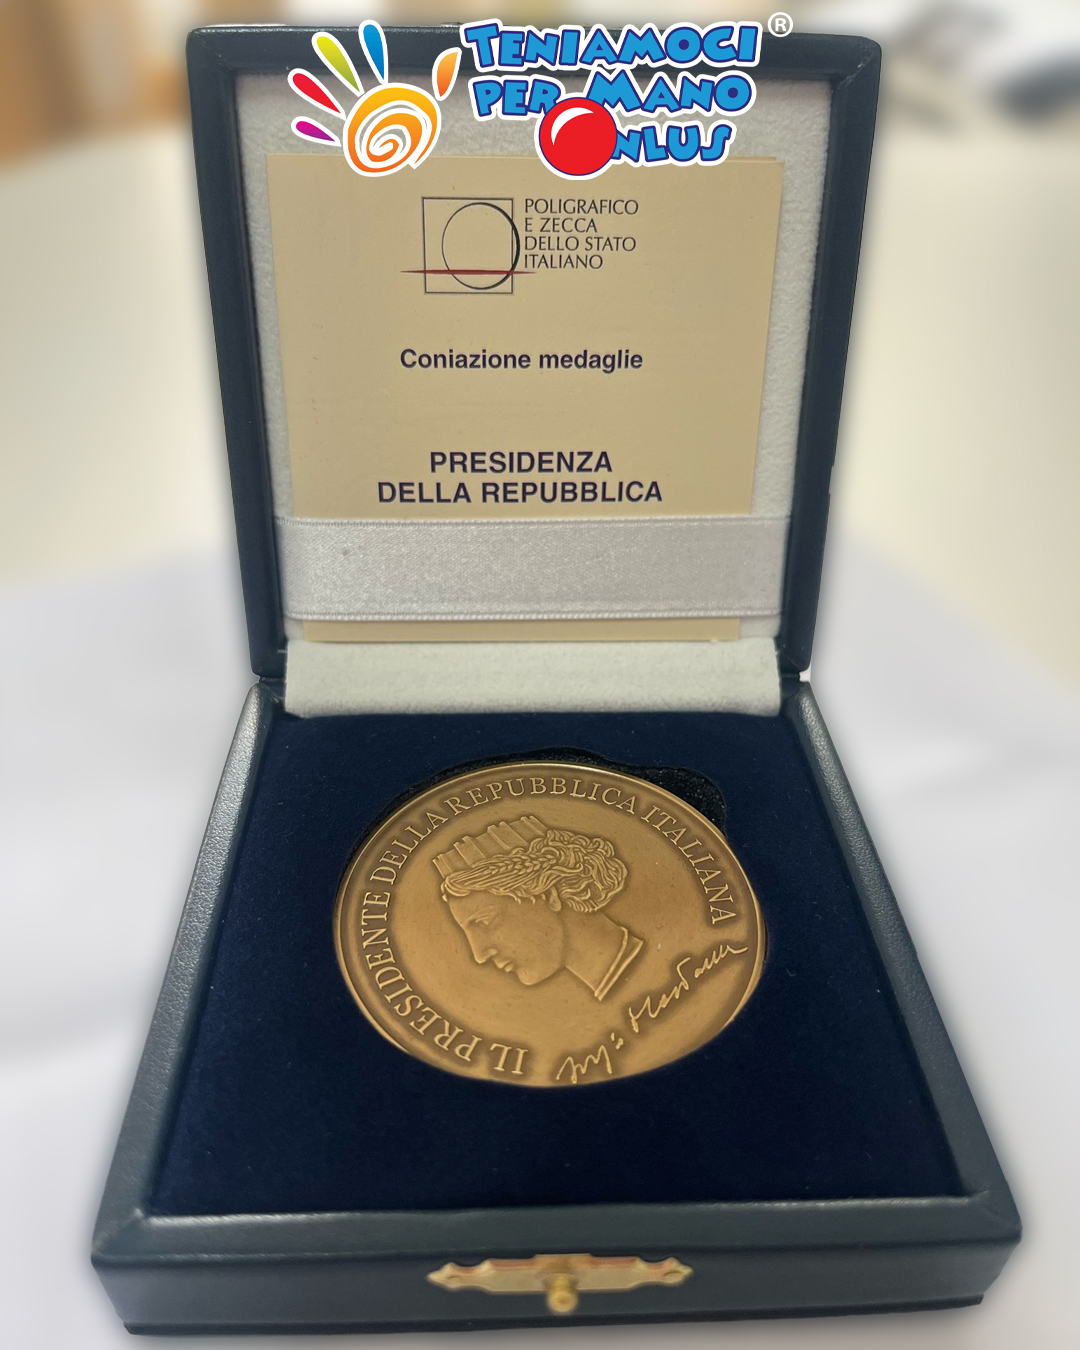 TENIAMOCI ®
PER MANO
ONLUS
POLIGRAFICO
E ZECCA
DELLO STATO
ITALIANO
Coniazione medaglie
PRESIDENZA
DELLA REPUBBLICA
IL PRESIDENTE DELLA REPUBBLICA ITALIANA